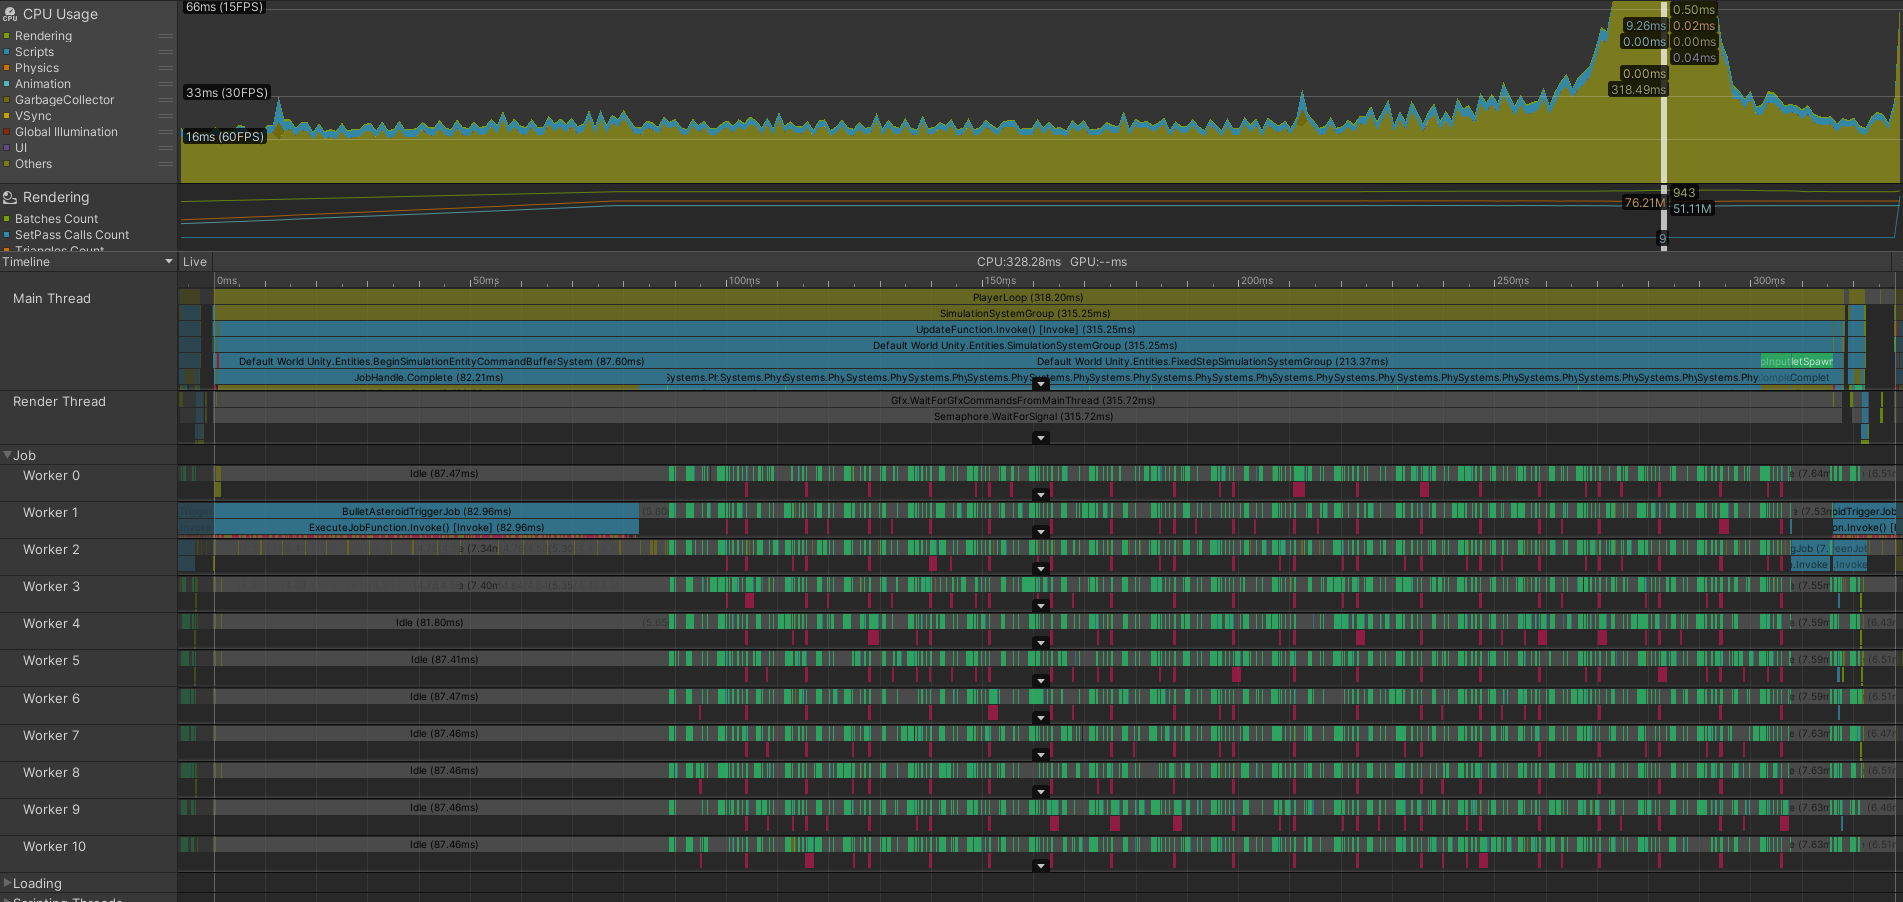 CPU Usage
Rendering
Scripts
Physics
Animation
GarbageCollector
VSync
Global Illumination
UI
Others
66ms (15FPS)
33ms (30FPS)
16ms (60FPS)
0.50ms
9.26ms
0.02ms
0.00ms
0.00ms
0.04ms
0.00ms
318.49ms
Rendering
Batches Count
SetPass Calls Count
Triangles Count
943
76.21M
51.11M
9
Timeline
Live
CPU:328.28ms GPU:--ms
0ms
50ms
100ms
150ms
200ms
250ms
300ms
Main Thread
PlayerLoop (318.20ms)
SimulationSystemGroup (315.25ms)
UpdateFunction.Invoke() [Invoke] (315.25ms)
Default World Unity.Entities.SimulationSystemGroup (315.25ms)
Default World Unity.Entities.BeginSimulationEntityCommandBufferSystem (87.60ms)
Default World Unity.Entities.FixedStepSimulationSystemGroup (213.37ms)
JobHandle.Complete (82.21ms)
Render Thread
Gfx.WaitForGfxCommandsFromMainThread (315.72ms)
Semaphore.WaitForSignal (315.72ms)
Job
Worker 0
Idle (87.47ms)
Worker 1
BulletAsteroidTriggerJob (82.96ms)
ExecuteJobFunction.Invoke() [Invoke] (82.96ms)
Worker 2
Worker 3
Worker 4
Idle (81.80ms)
Worker 5
Idle (87.41ms)
Worker 6
Idle (87.47ms)
Worker 7
Idle (87.46ms)
Worker 8
Idle (87.46ms)
Worker 9
Idle (87.46ms)
Worker 10
Idle (87.46ms)
Loading
Scripting Threads